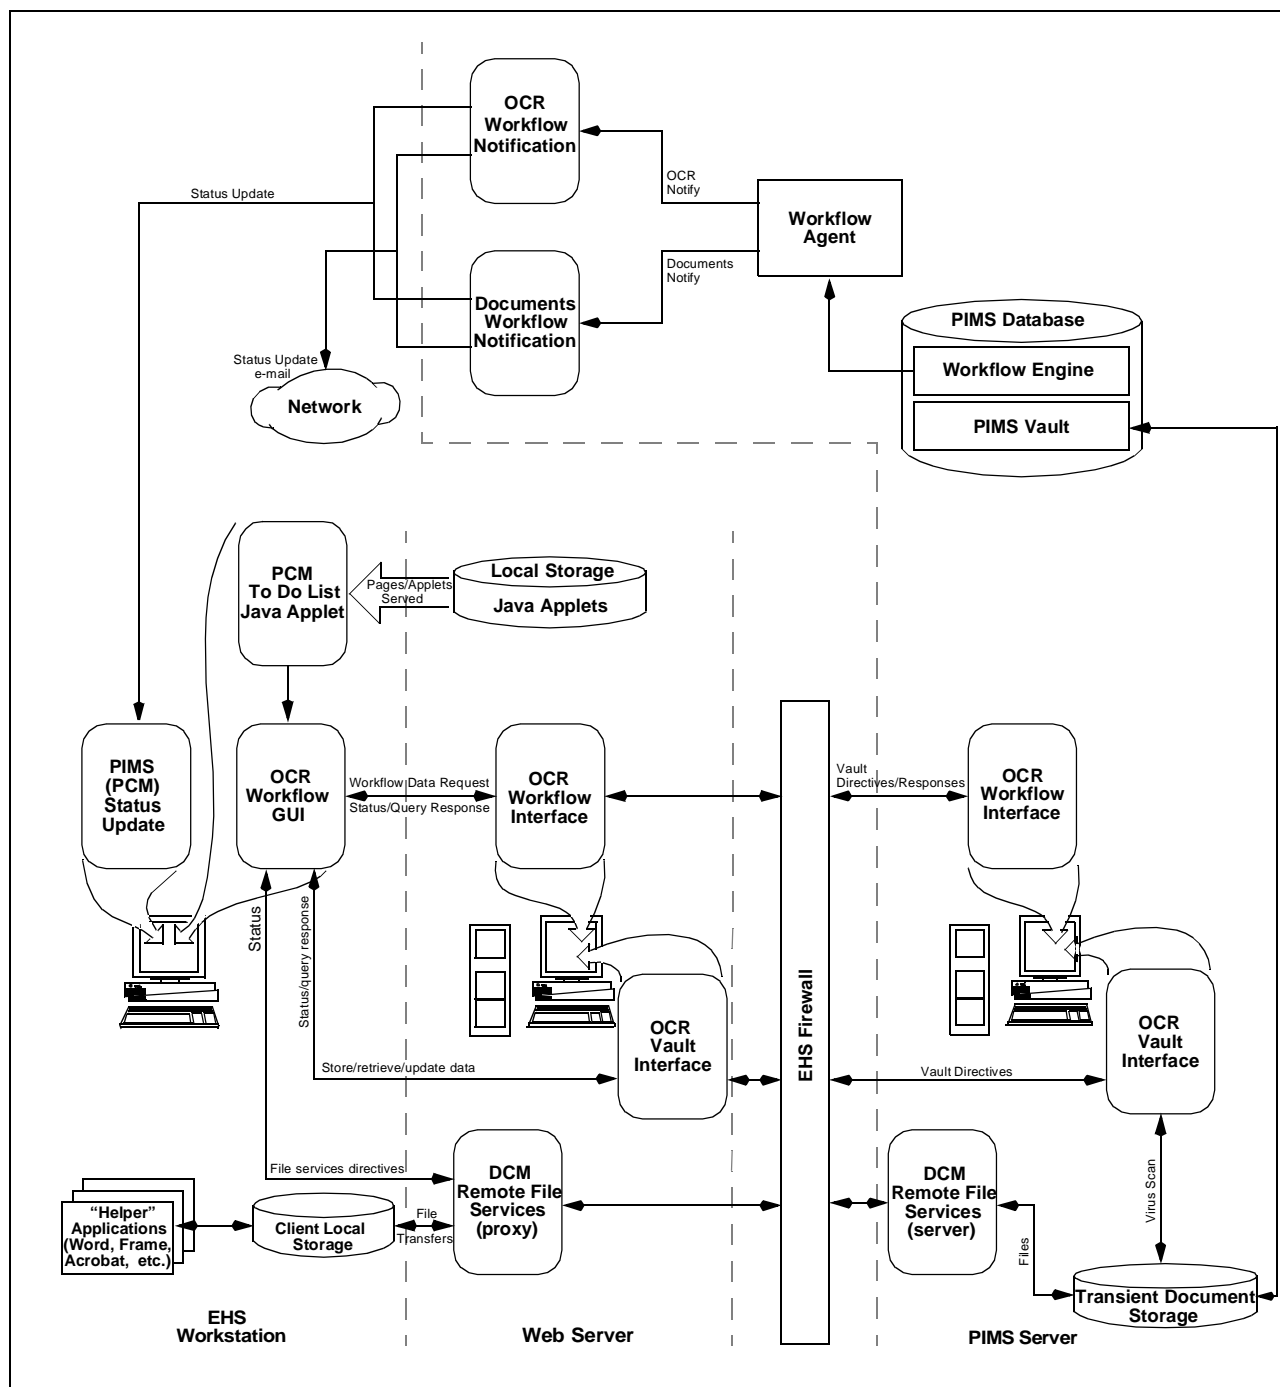 OCR
Workflow
Notification
Status Update
OCR
Notify
Workflow
Agent
Documents
Notify
Documents
Workflow
Notification
PIMS Database
Workflow Engine
PIMS Vault
Status Update
e-mail
Network
PCM
To Do List
Java Applet
Pages/Applets
Served
Local Storage
Java Applets
PIMS
(PCM)
Status
Update
OCR
Workflow
GUI
Workflow Data Request
Status/Query Response
OCR
Workflow
Interface
Vault
Directives/Responses
OCR
Workflow
Interface
Status
Status/query response
EHS Firewall
OCR
Vault
Interface
OCR
Vault
Interface
Store/retrieve/update data
Vault Directives
File services directives
DCM
Remote File
Services
(proxy)
DCM
Remote File
Services
(server)
Virus Scan
Files
“Helper”
Applications
(Word, Frame,
Acrobat, etc.)
Client Local
Storage
File
Transfers
Transient Document
Storage
EHS
Workstation
Web Server
PIMS Server